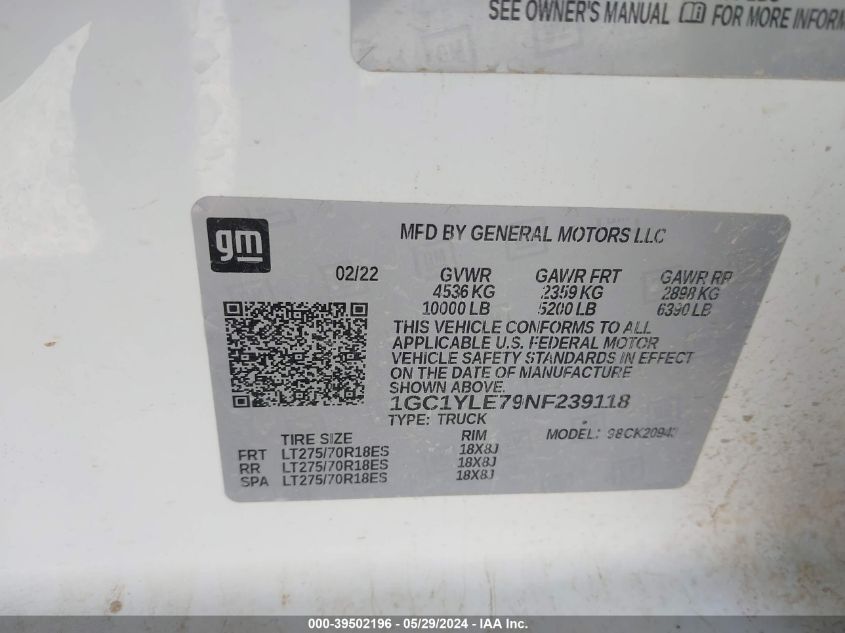 SEE OWNER'S MANUAL FOR MORE INFORM
gm
MFD BY GENERAL MOTORS LLC
02/22 GVWR GAWR FRT GAWR RR
4536 KG 2359 KG 2898 KG
10000 LB 5200 LB 6390 LB
THIS VEHICLE CONFORMS TO ALL
APPLICABLE U.S. FEDERAL MOTOR
VEHICLE SAFETY STANDARDS IN EFFECT
ON THE DATE OF MANUFACTURE
SHOWN ABOVE.
1GC1YLE79NF239118
TYPE: TRUCK MODEL:
TIRE SIZE RIM
FRT LT275/70R18ES 18X8J
RR LT275/70R18ES 18X8J
SPA LT275/70R18ES 18X8J
000-39502196 - 05/29/2024 - IAA Inc.